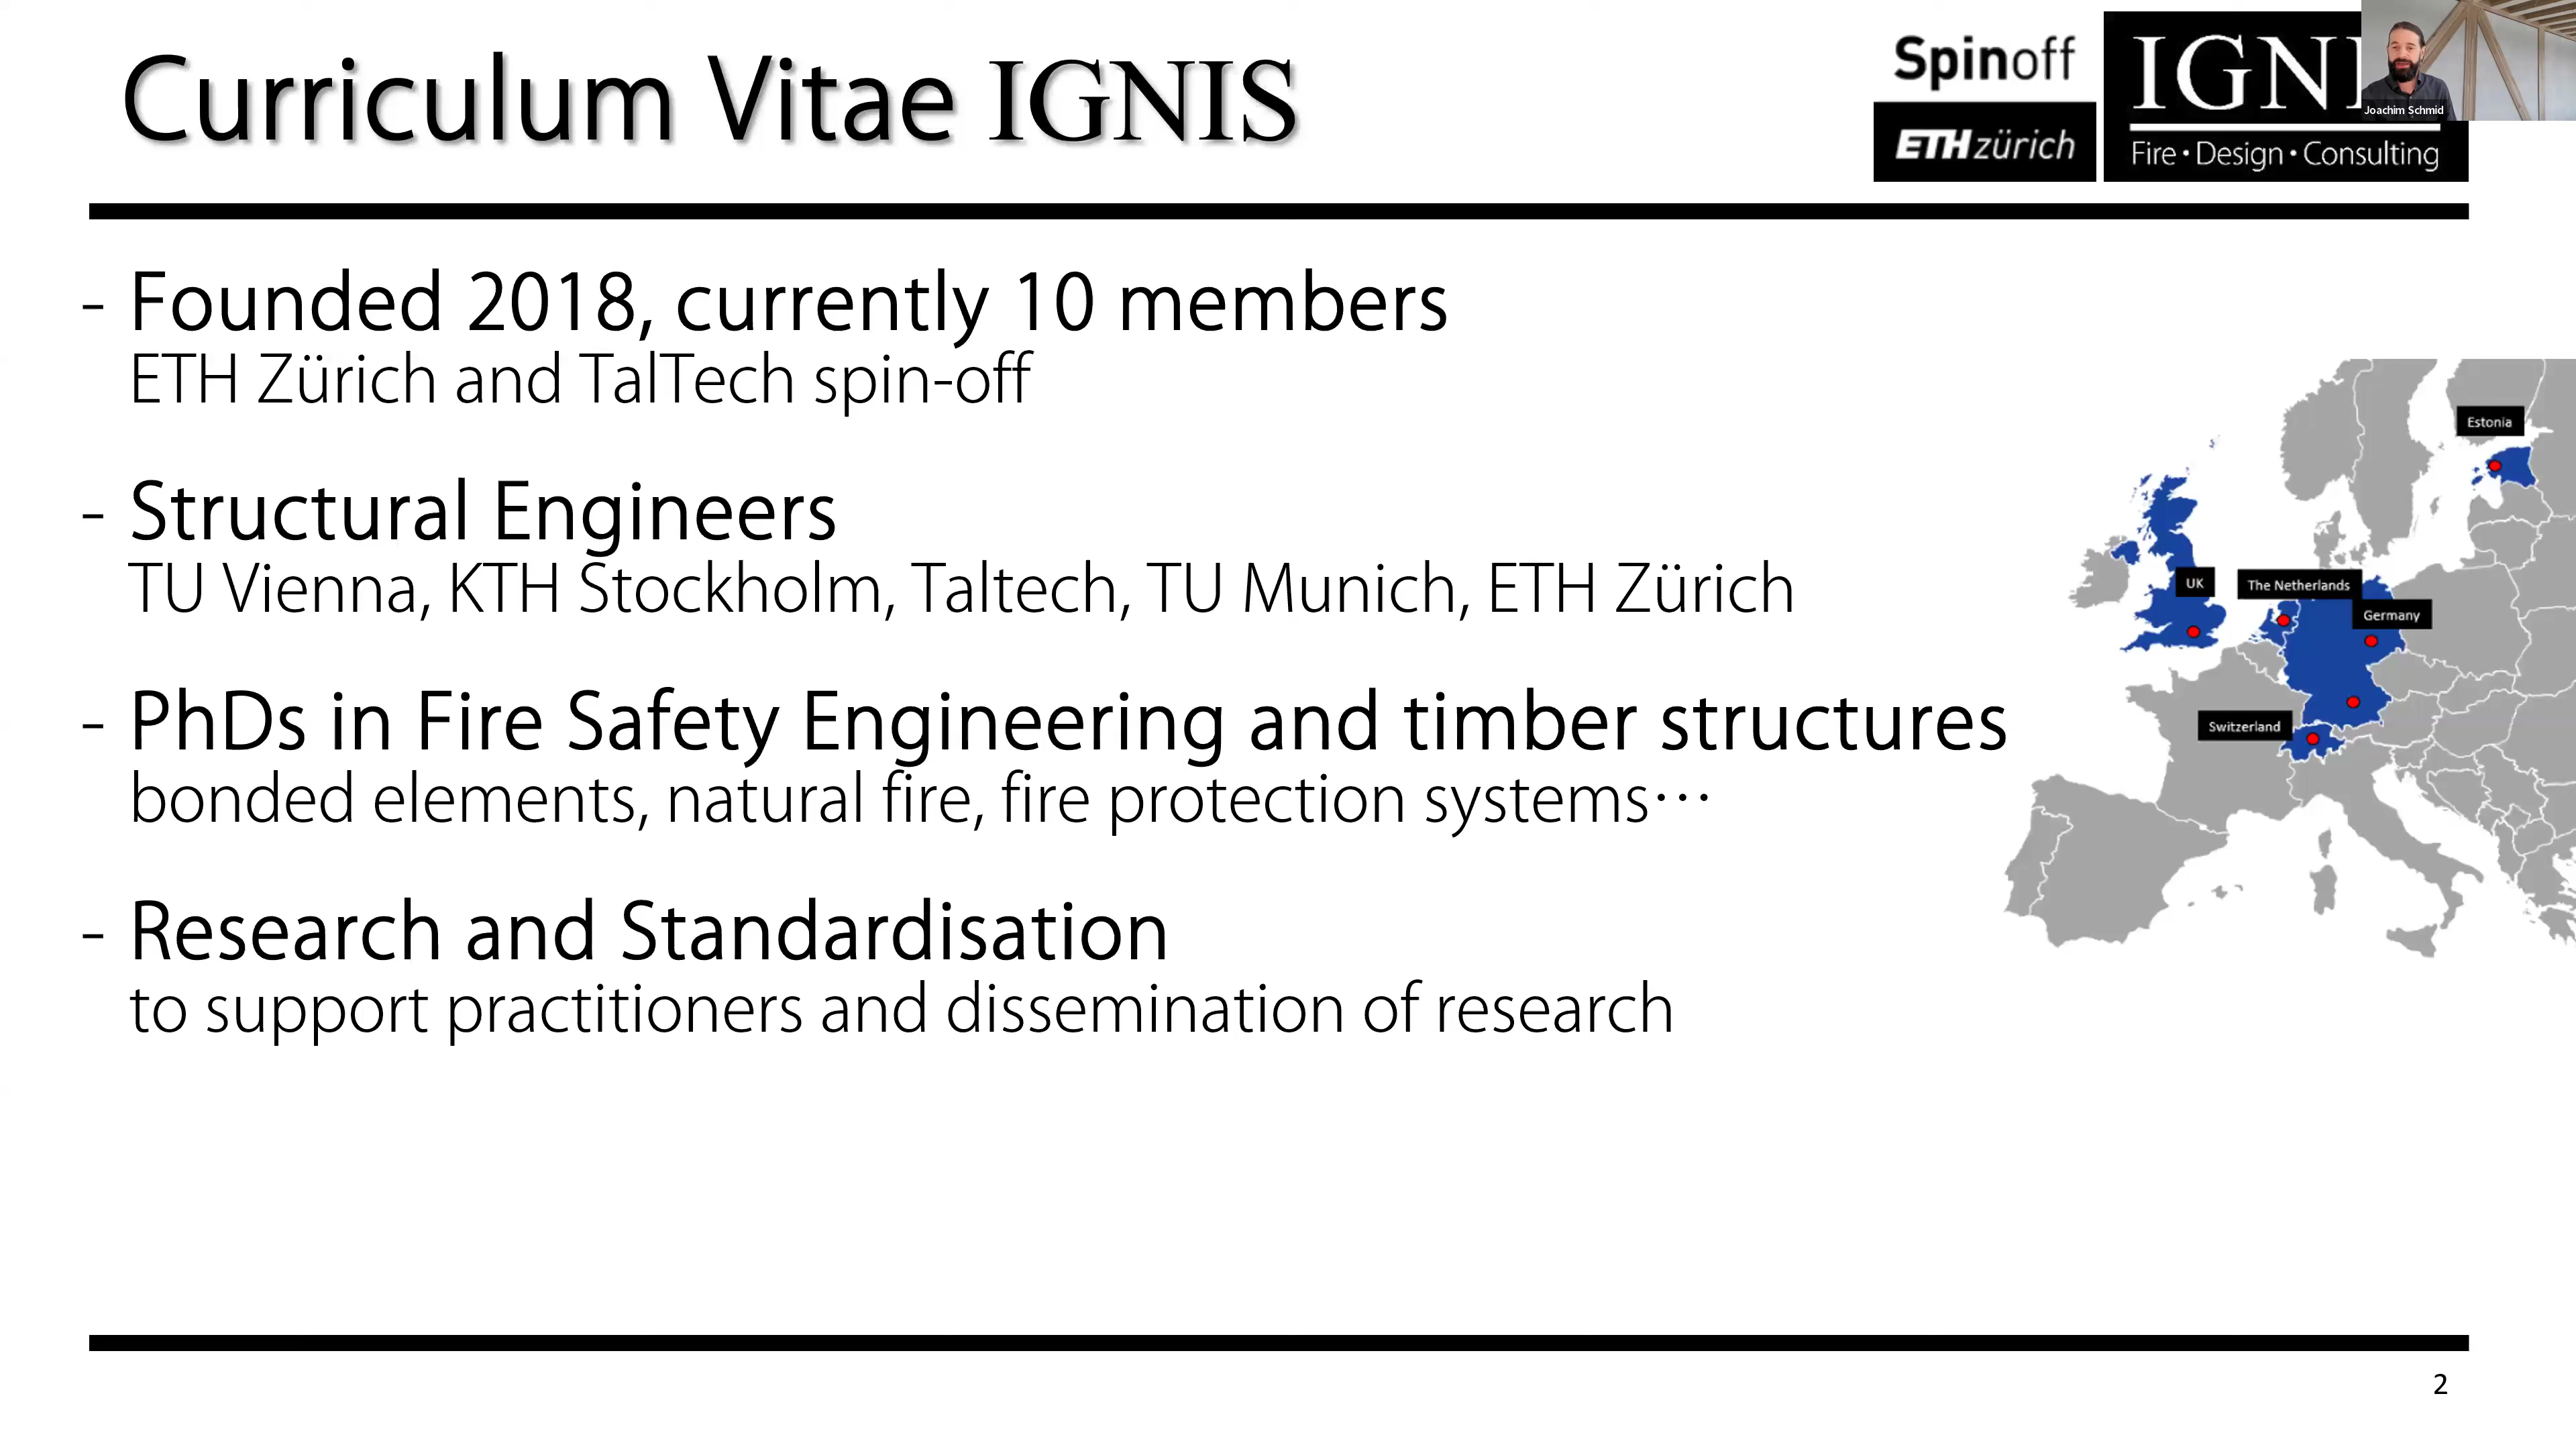 Curriculum Vitae IGNIS
Spinoff
ETH zürich
IGNI
Fire • Design • Consulting
Joachim Schmid
- Founded 2018, currently 10 members
ETH Zürich and TalTech spin-off
- Structural Engineers
TU Vienna, KTH Stockholm, Taltech, TU Munich, ETH Zürich
- PhDs in Fire Safety Engineering and timber structures
bonded elements, natural fire, fire protection systems…
- Research and Standardisation
to support practitioners and dissemination of research
Estonia
UK
The Netherlands
Germany
Switzerland
2